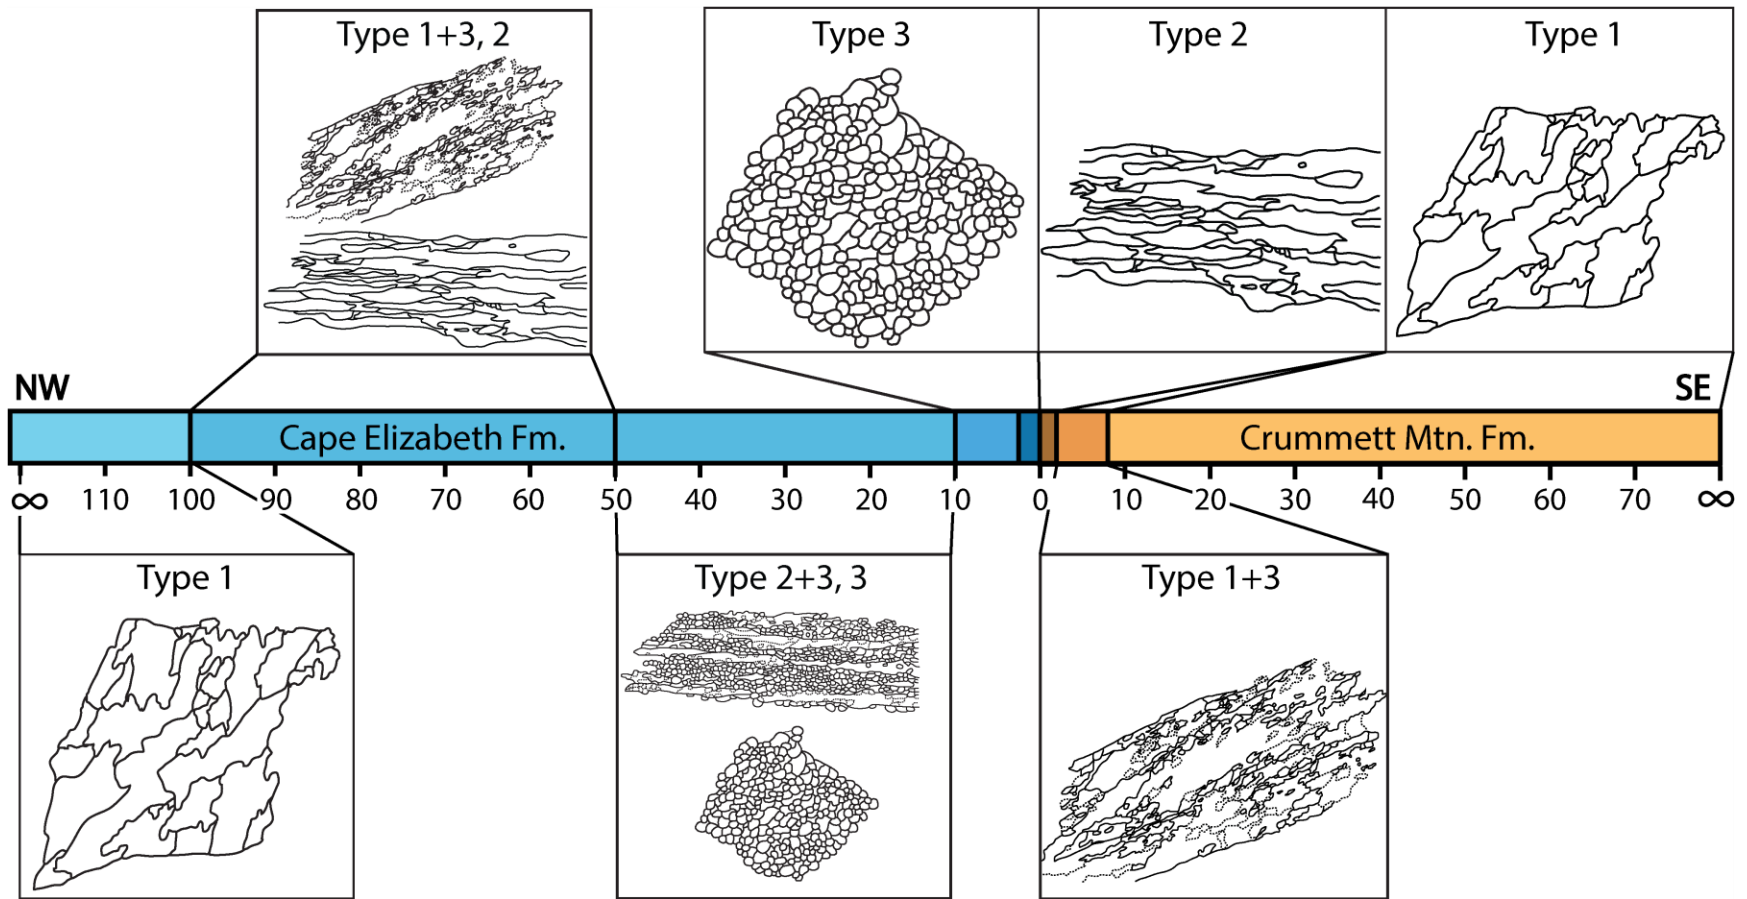 Type 1+3, 2
Type 3
Type 2
Type 1
NW
SE
Cape Elizabeth Fm.
Crummett Mtn. Fm.
∞ 110 100 90 80 70 60 50 40 30 20 10 0 10 20 30 40 50 60 70 ∞
Type 1
Type 2+3, 3
Type 1+3